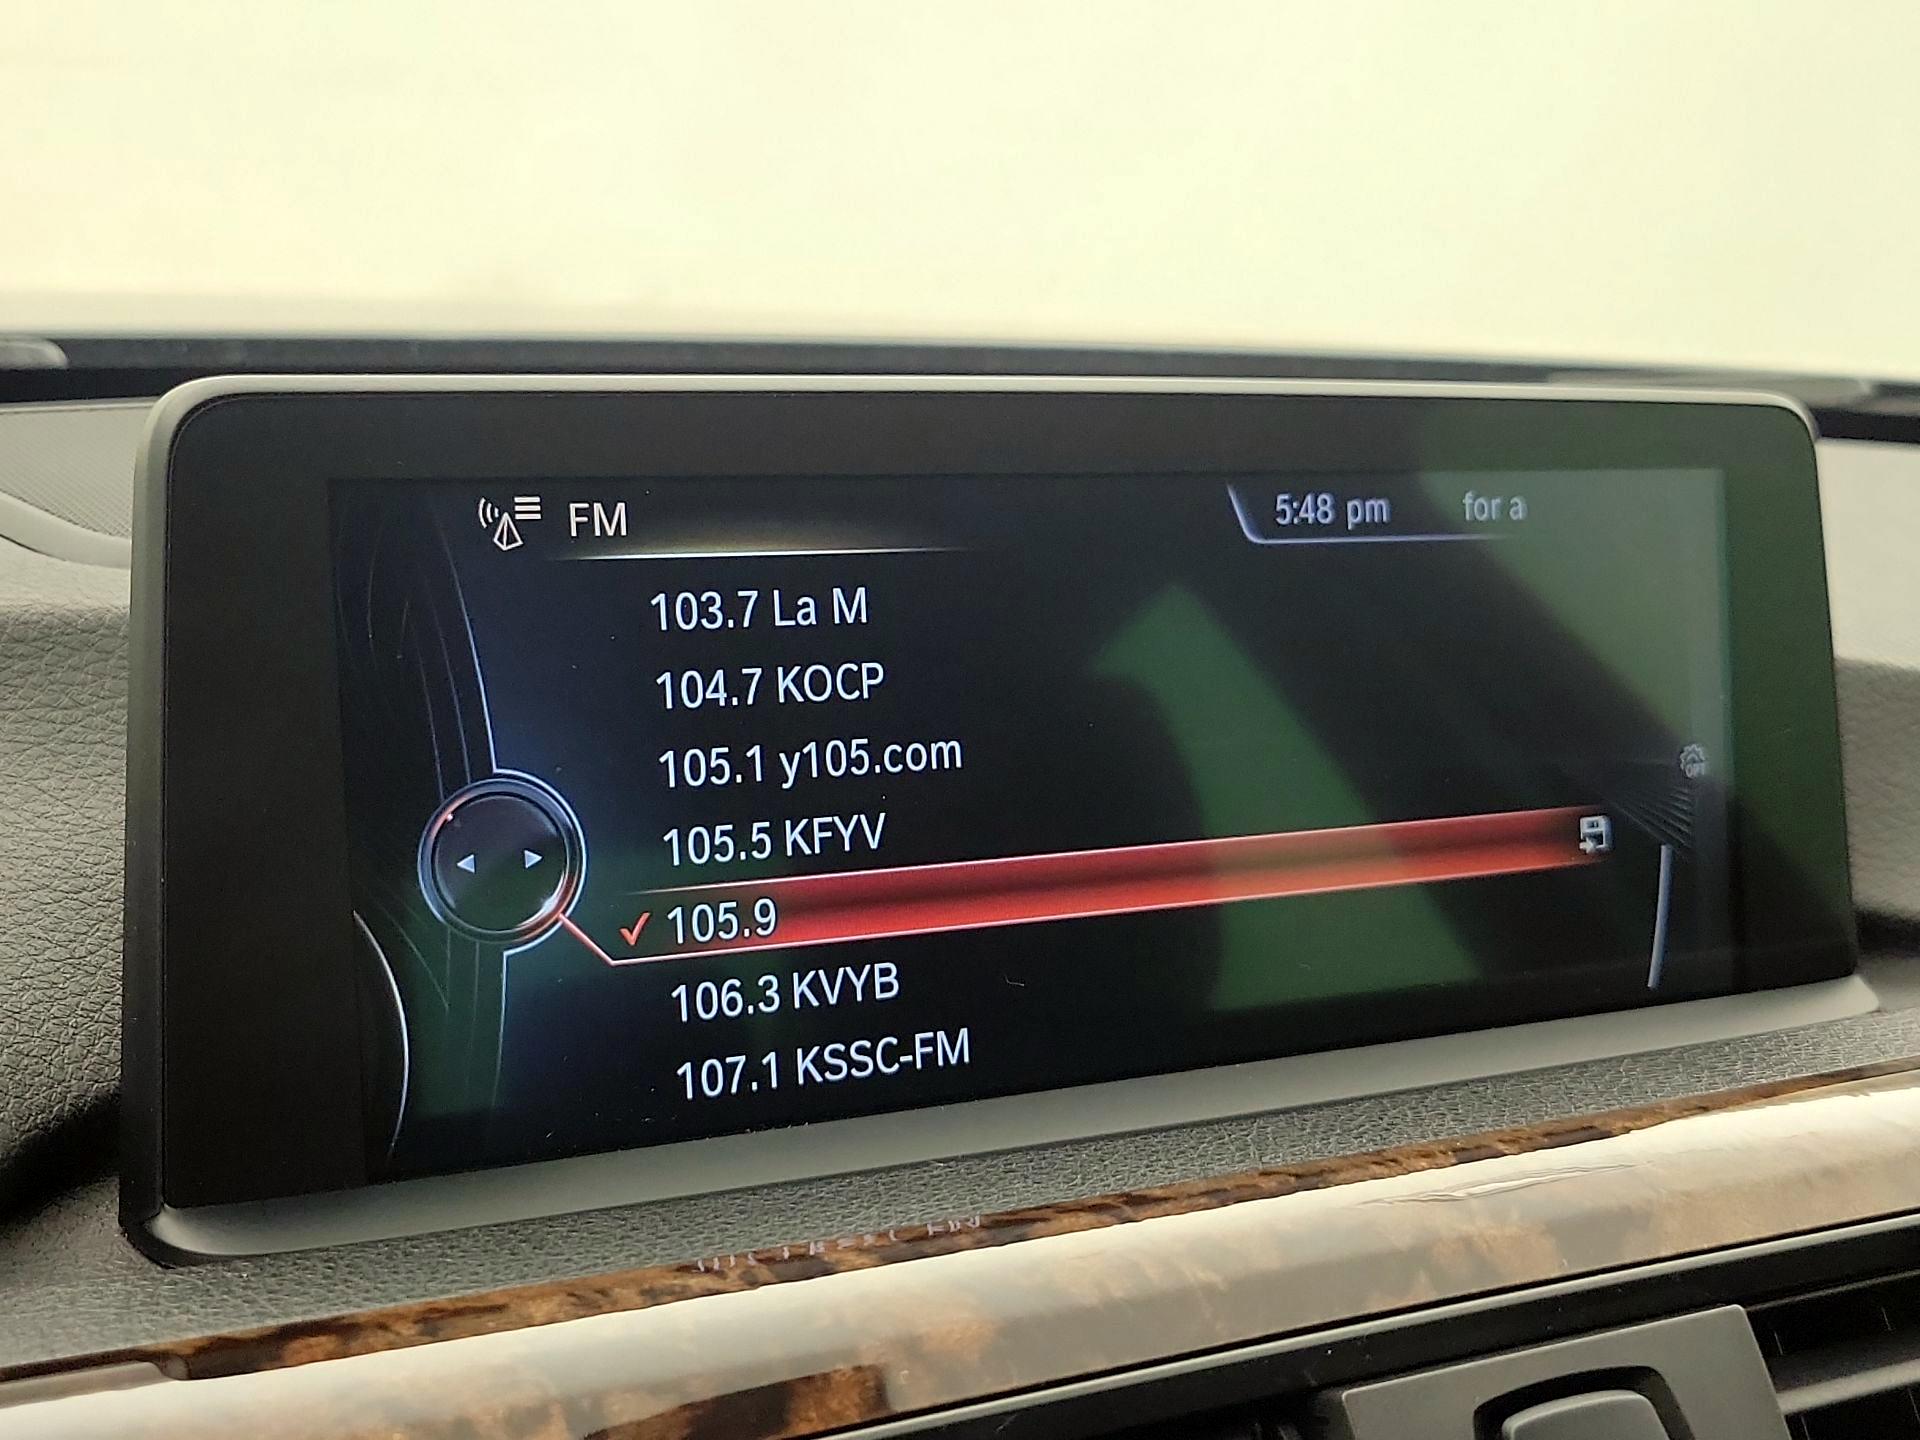 FM
5:48 pm for a
103.7 La M
104.7 KOCP
105.1 y105.com
105.5 KFYV
105.9
106.3 KVYB
107.1 KSSC-FM
OPT